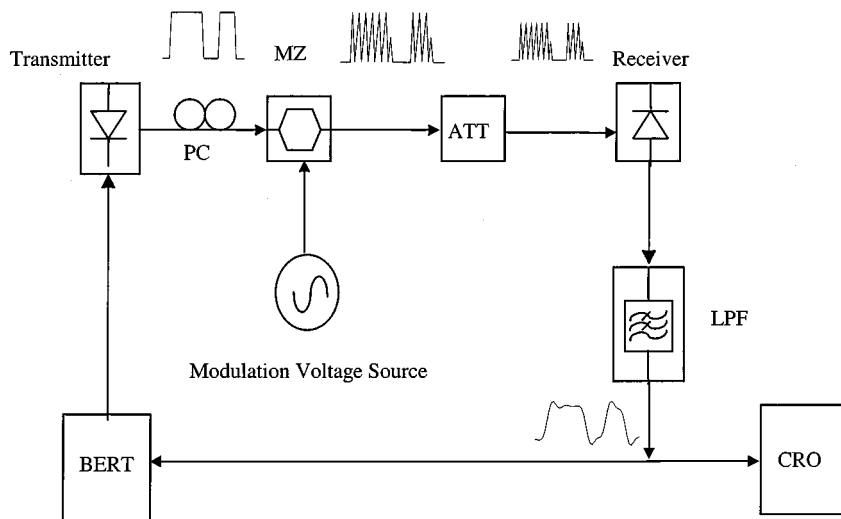 Transmitter
MZ
Receiver
PC
ATT
LPF
Modulation Voltage Source
BERT
CRO